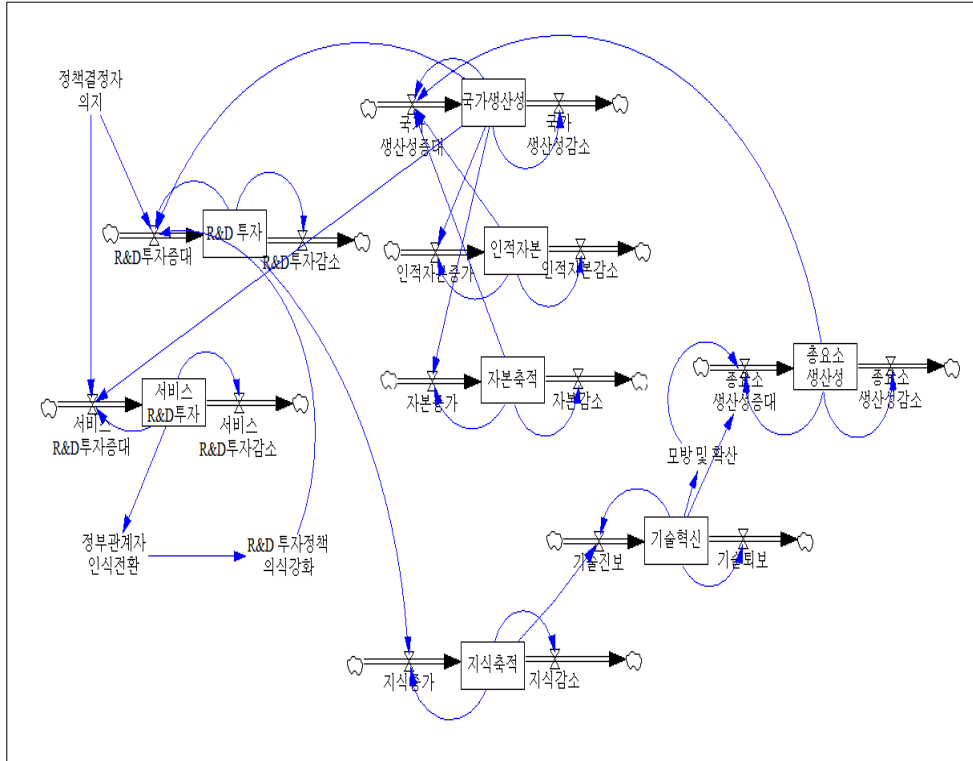 정책결정자
의지
국가생산성
국가
생산성증대
국가
생산성감소
R&D 투자
R&D투자증대
R&D투자감소
인적자본
인적자본증가
인적자본감소
자본축적
자본증가
자본감소
총요소
생산성
총요소
생산성증대
총요소
생산성감소
서비스
R&D투자
서비스
R&D투자증대
서비스
R&D투자감소
모방 및 확산
정부관계자
인식전환
R&D 투자정책
의식강화
기술혁신
기술진보
기술퇴보
지식축적
지식증가
지식감소